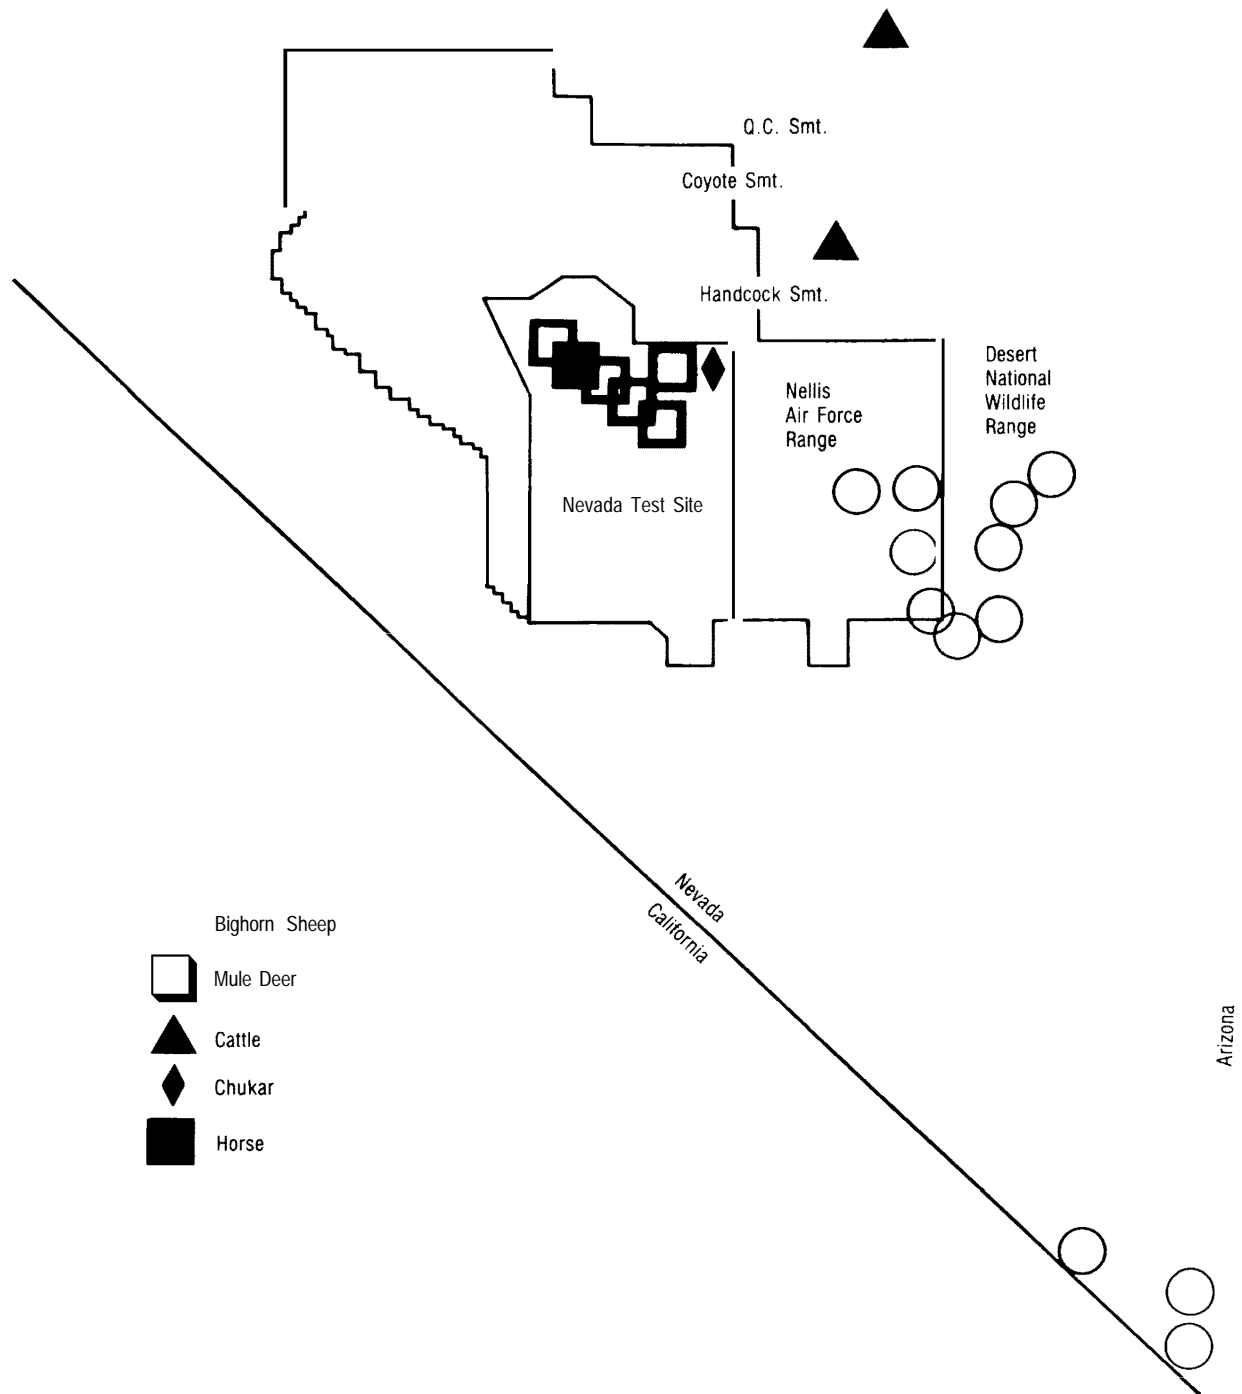 Q.C. Smt.
Coyote Smt.
Handcock Smt.
Desert
National
Wildlife
Range
Nellis
Air Force
Range
Nevada Test Site
Nevada
California
Bighorn Sheep
Mule Deer
Cattle
Chukar
Horse
Arizona